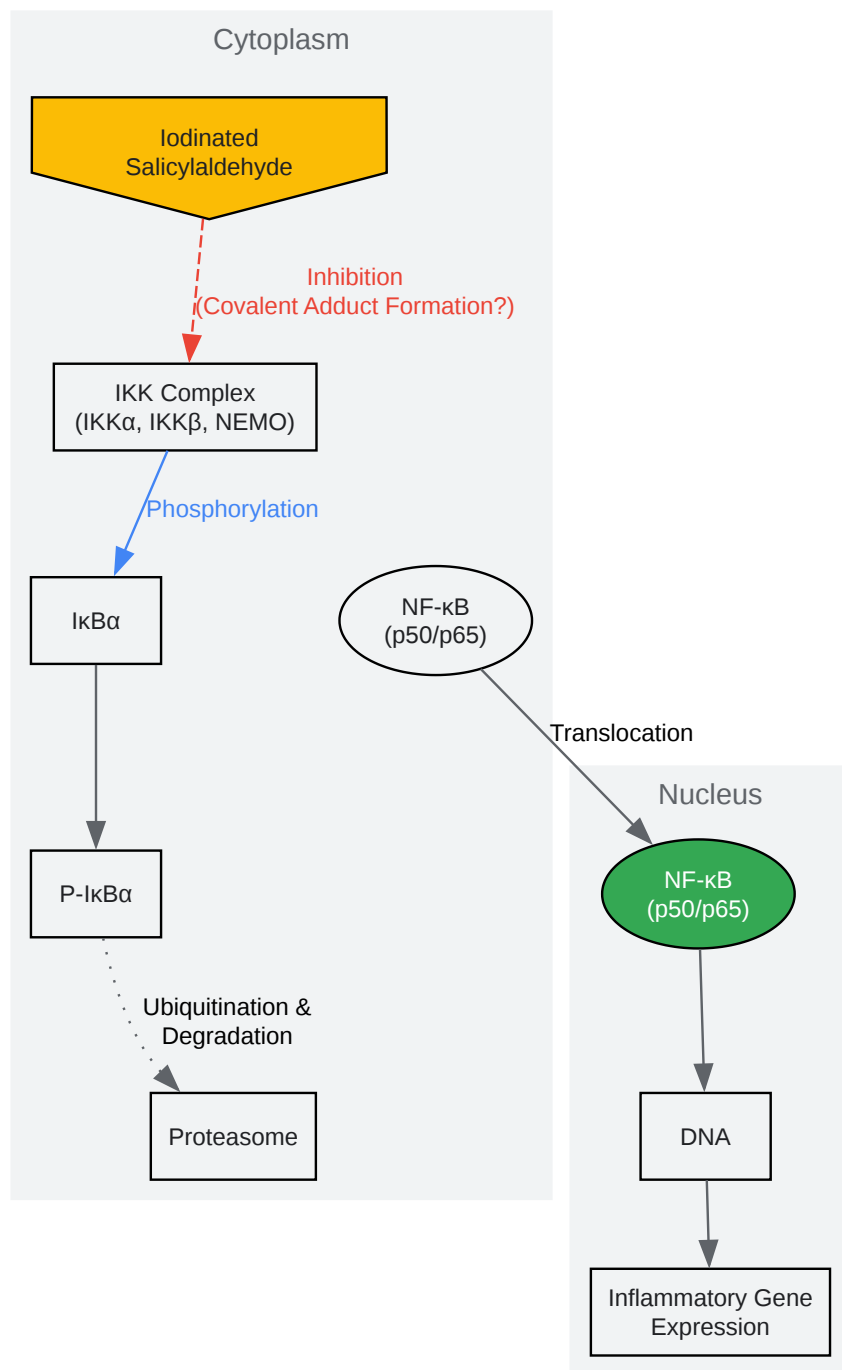 Cytoplasm
Iodinated
Salicylaldehyde
Inhibition
(Covalent Adduct Formation?)
IKK Complex
(IKKα, IKKβ, NEMO)
Phosphorylation
IκBα
NF-κB
(p50/p65)
Translocation
Nucleus
P-IκBα
NF-κB
(p50/p65)
Ubiquitination &
Degradation
Proteasome
DNA
Inflammatory Gene
Expression